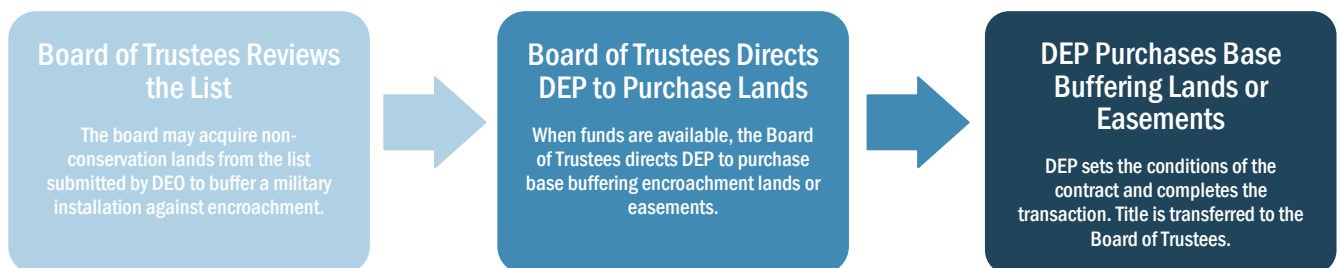 Board of Trustees Reviews
the List
The board may acquire non-
conservation lands from the list
submitted by DEO to buffer a military
installation against encroachment.
Board of Trustees Directs
DEP to Purchase Lands
When funds are available, the Board
of Trustees directs DEP to purchase
base buffering encroachment lands or
easements.
DEP Purchases Base
Buffering Lands or
Easements
DEP sets the conditions of the
contract and completes the
transaction. Title is transferred to the
Board of Trustees.